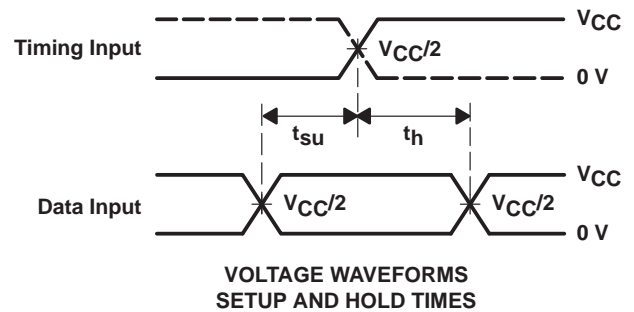 VCC
Timing Input
VCC/2
0 V
tsu
th
VCC
Data Input
VCC/2
VCC/2
0 V
VOLTAGE WAVEFORMS
SETUP AND HOLD TIMES